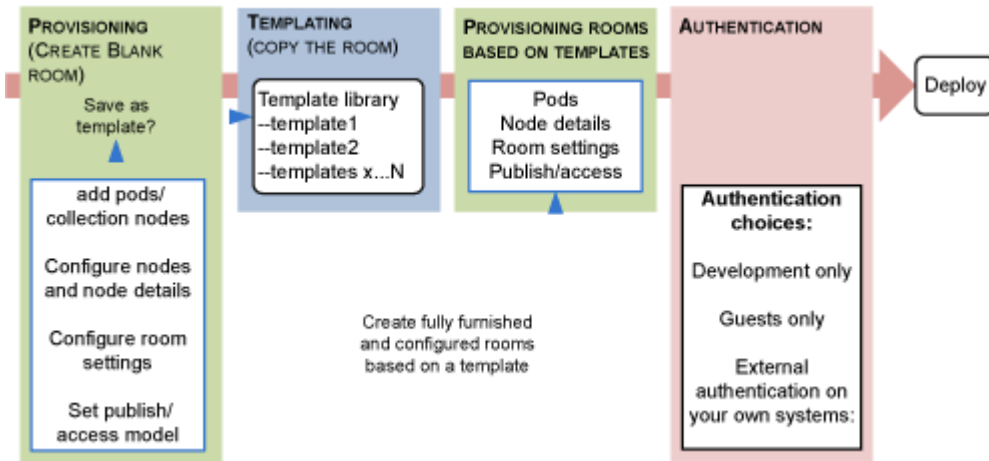 PROVISIONING
(CREATE BLANK
ROOM)
Save as
template?
add pods/
collection nodes
Configure nodes
and node details
Configure room
settings
Set publish/
access model
TEMPLATING
(COPY THE ROOM)
Template library
--template1
--template2
--templates x...N
PROVISIONING ROOMS
BASED ON TEMPLATES
Pods
Node details
Room settings
Publish/access
Create fully furnished
and configured rooms
based on a template
AUTHENTICATION
Authentication
choices:
Development only
Guests only
External
authentication on
your own systems:
Deploy